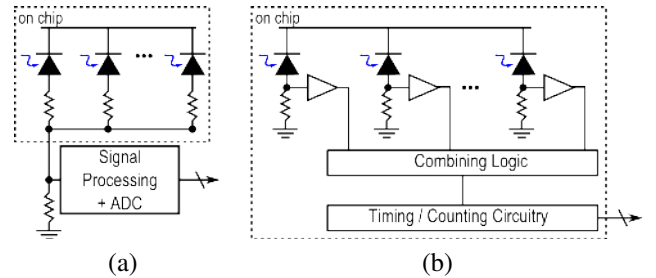 on chip
Signal
Processing
+ ADC
(a)
on chip
Combining Logic
Timing / Counting Circuitry
(b)